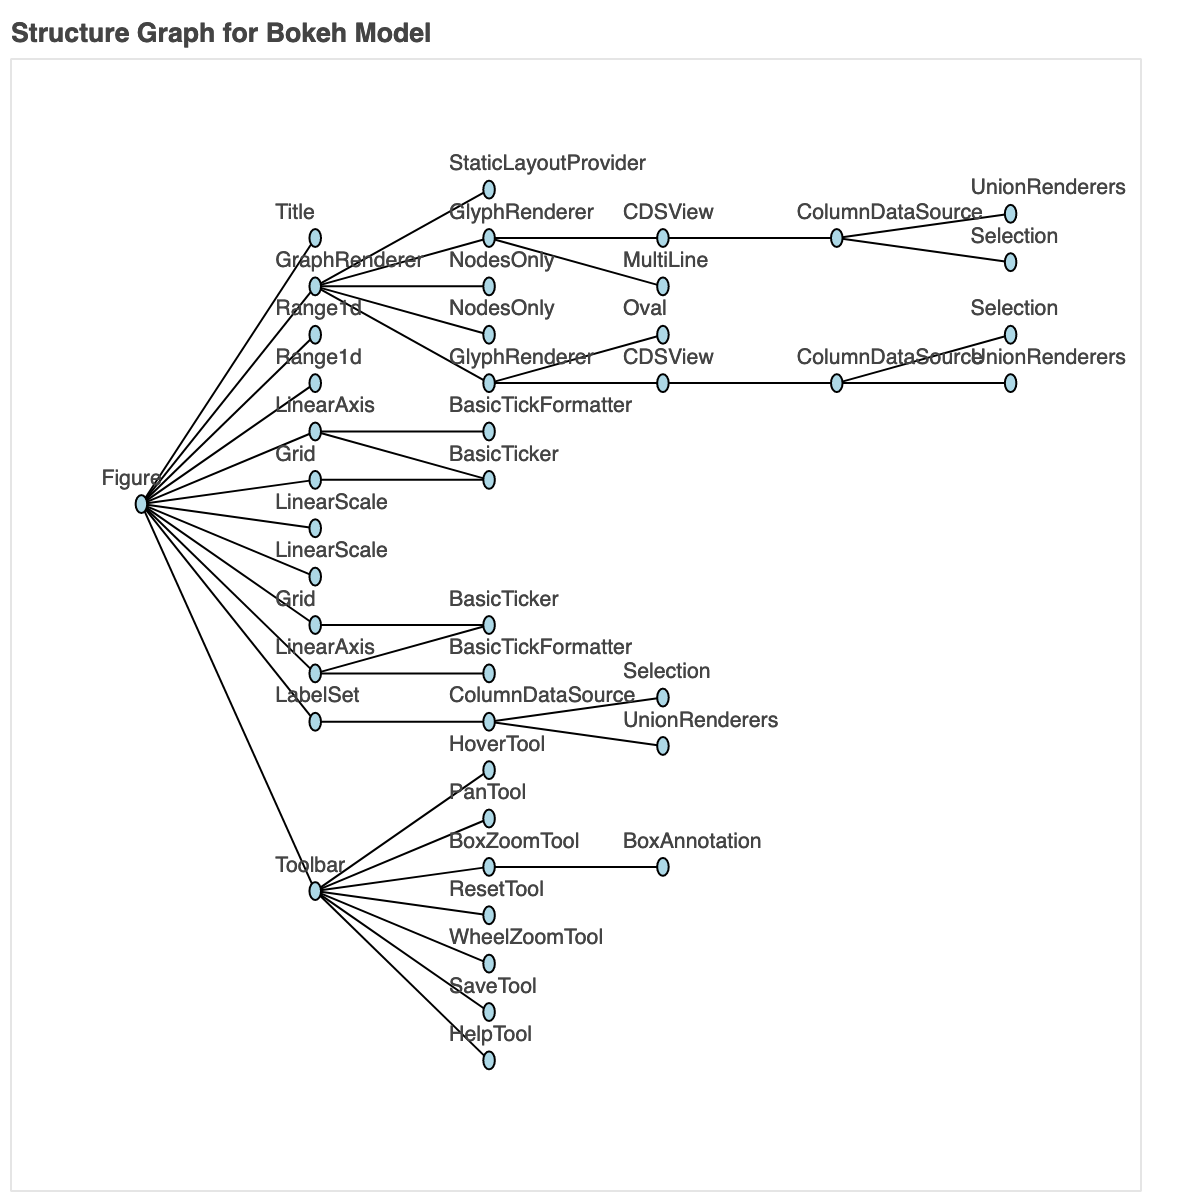 Structure Graph for Bokeh Model
StaticLayoutProvider
UnionRenderers
Title
GlyphRenderer
CDSView
ColumnDataSource
Selection
GraphRenderer
NodesOnly
MultiLine
Range1d
NodesOnly
Oval
Selection
Range1d
GlyphRenderer
CDSView
ColumnDataSource
UnionRenderers
LinearAxis
BasicTickFormatter
Grid
BasicTicker
Figure
LinearScale
LinearScale
Grid
BasicTicker
LinearAxis
BasicTickFormatter
Selection
LabelSet
ColumnDataSource
UnionRenderers
HoverTool
PanTool
BoxZoomTool
BoxAnnotation
Toolbar
ResetTool
WheelZoomTool
SaveTool
HelpTool